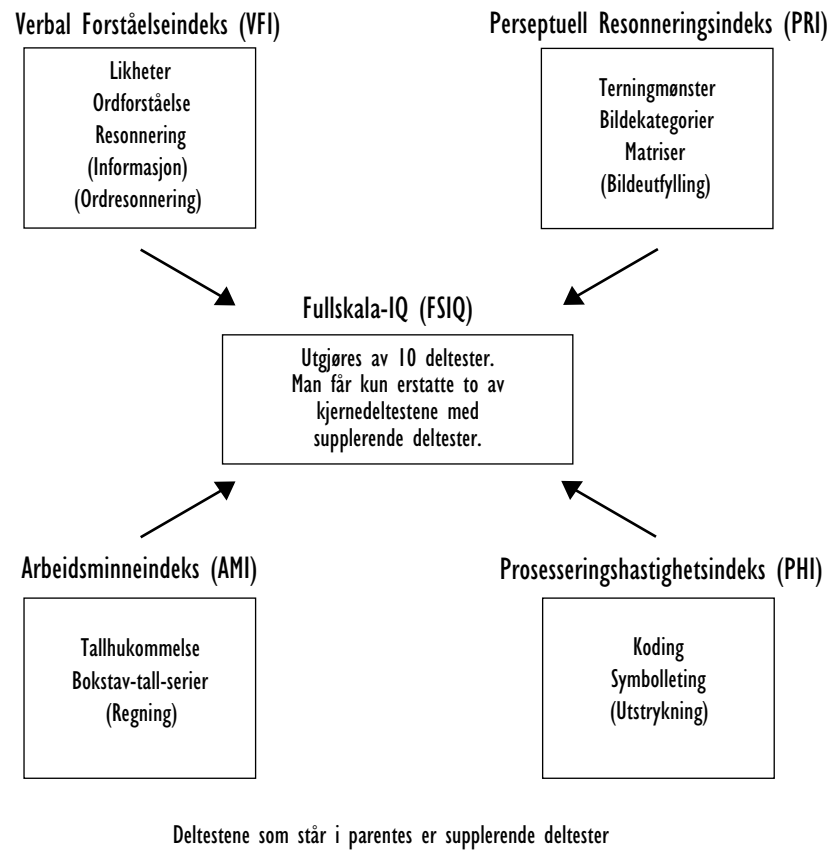 Verbal Forståelseindeks (VFI)
Likheter
Ordforståelse
Resonnering
(Informasjon)
(Ordresonnering)
Perseptuell Resonneringsindeks (PRI)
Terningmønster
Bildekategorier
Matriser
(Bildeutfylling)
Fullskala-IQ (FSIQ)
Utgjøres av 10 deltester.
Man får kun erstatte to av
kjernedeltestene med
supplerende deltester.
Arbeidsminneindeks (AMI)
Tallhukommelse
Bokstav-tall-serier
(Regning)
Prosesseringshastighetsindeks (PHI)
Koding
Symbolleting
(Utstrykning)
Deltestene som står i parentes er supplerende deltester